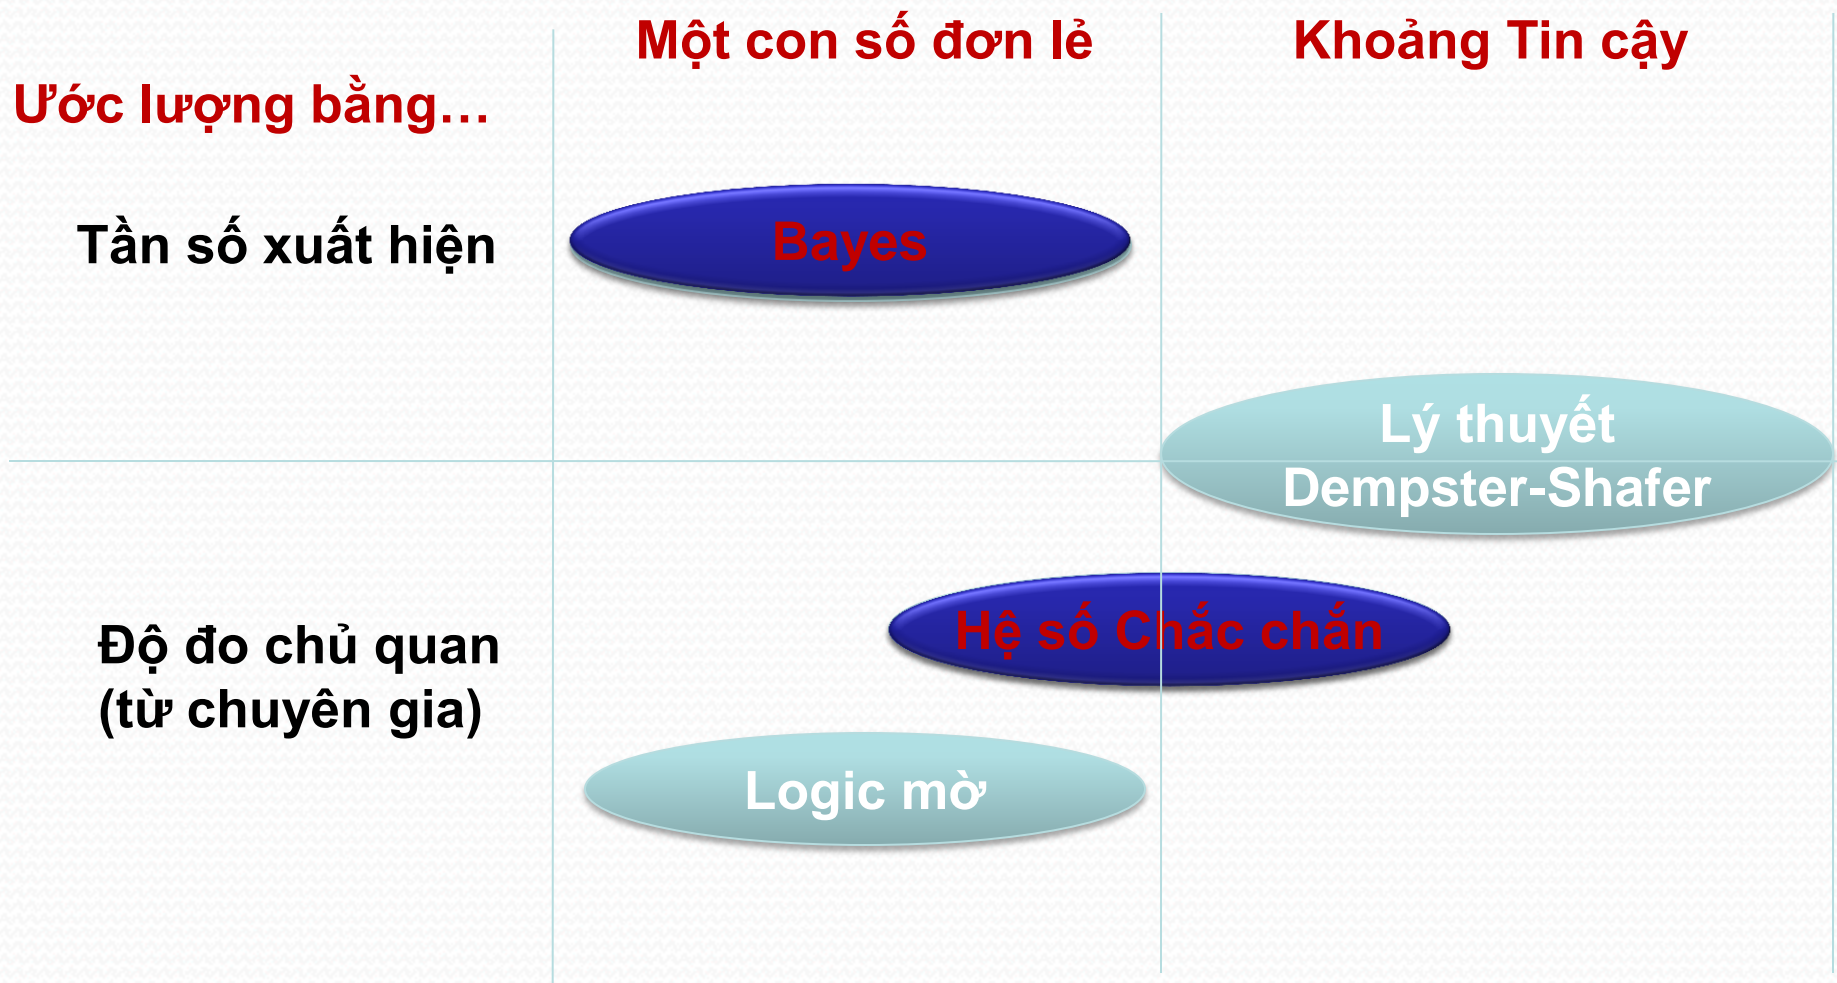 Một con số đơn lẻ
Khoảng Tin cậy
Ước lượng bằng…
Tần số xuất hiện
Bayes
Lý thuyết
Dempster-Shafer
Hệ số Chắc chắn
Độ đo chủ quan
(từ chuyên gia)
Logic mờ